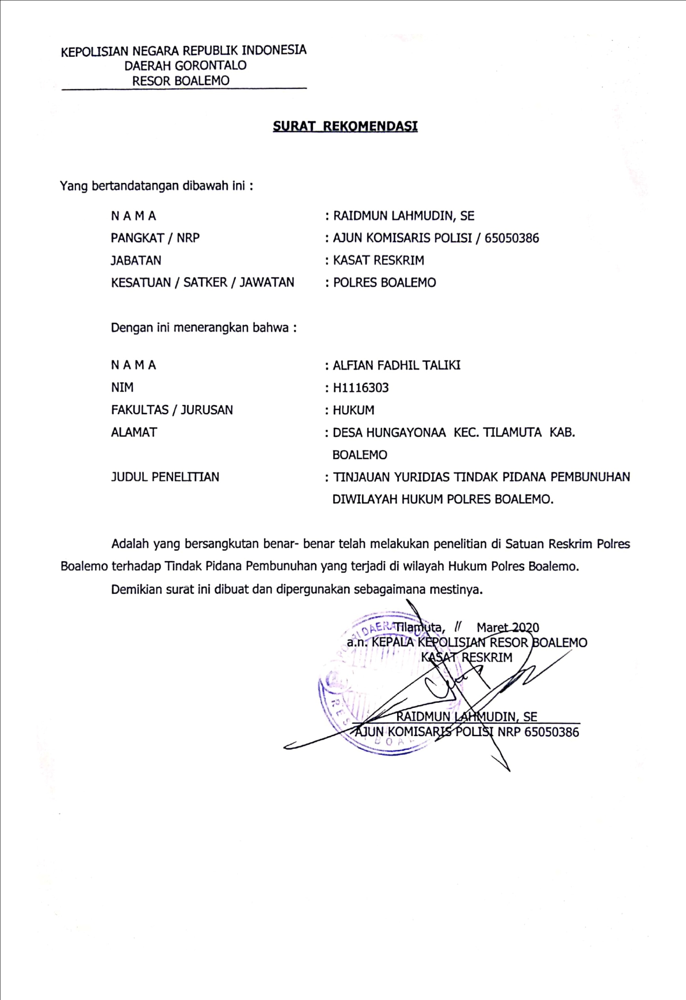 KEPOLISIAN NEGARA REPUBLIK INDONESIA
DAERAH GORONTALO
RESOR BOALEMO
SURAT REKOMENDASI
Yang bertandatangan dibawah ini :
N A M A : RAIDMUN LAHMUDIN, SE
PANGKAT / NRP : AJUN KOMISARIS POLISI / 65050386
JABATAN : KASAT RESKRIM
KESATUAN / SATKER / JAWATAN : POLRES BOALEMO
Dengan ini menerangkan bahwa :
N A M A : ALFIAN FADHIL TALIKI
NIM : H1116303
FAKULTAS / JURUSAN : HUKUM
ALAMAT : DESA HUNGAYONAA KEC. TILAMUTA KAB.
BOALEMO
JUDUL PENELITIAN : TINJAUAN YURIDIAS TINDAK PIDANA PEMBUNUHAN
DIWILAYAH HUKUM POLRES BOALEMO.
Adalah yang bersangkutan benar- benar telah melakukan penelitian di Satuan Reskrim Polres
Boalemo terhadap Tindak Pidana Pembunuhan yang terjadi di wilayah Hukum Polres Boalemo.
Demikian surat ini dibuat dan dipergunakan sebagaimana mestinya.
Tilamuta, 11 Maret 2020
a.n. KEPALA KEPOLISIAN RESOR BOALEMO
KASAT RESKRIM
RAIDMUN LAHMUDIN, SE
AJUN KOMISARIS POLISI NRP 65050386